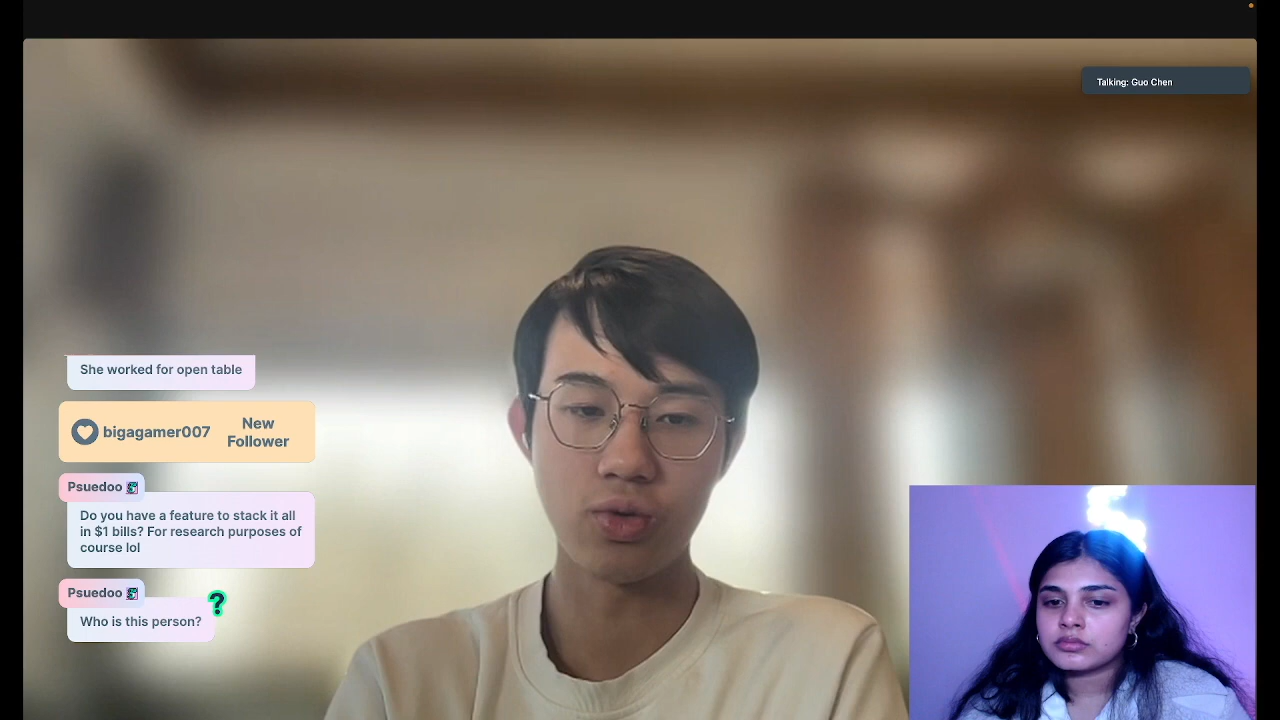 Talking: Guo Chen
She worked for open table
bigagamer007
New
Follower
Psuedoo
Do you have a feature to stack it all
in $1 bills? For research purposes of
course lol
Psuedoo
?
Who is this person?